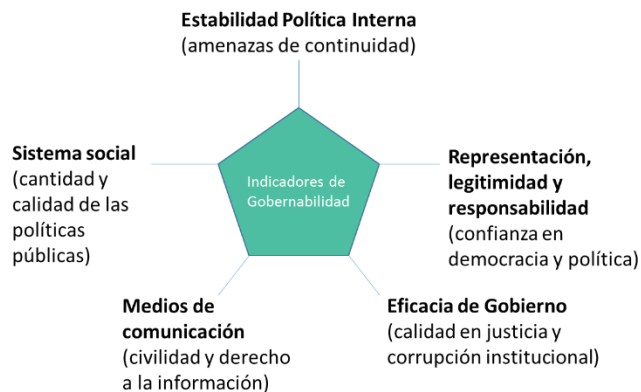 Estabilidad Política Interna
(amenazas de continuidad)
Sistema social
(cantidad y
calidad de las
políticas
públicas)
Indicadores de
Gobernabilidad
Representación,
legitimidad y
responsabilidad
(confianza en
democracia y política)
Medios de
comunicación
(civilidad y derecho
a la información)
Eficacia de Gobierno
(calidad en justicia y
corrupción institucional)